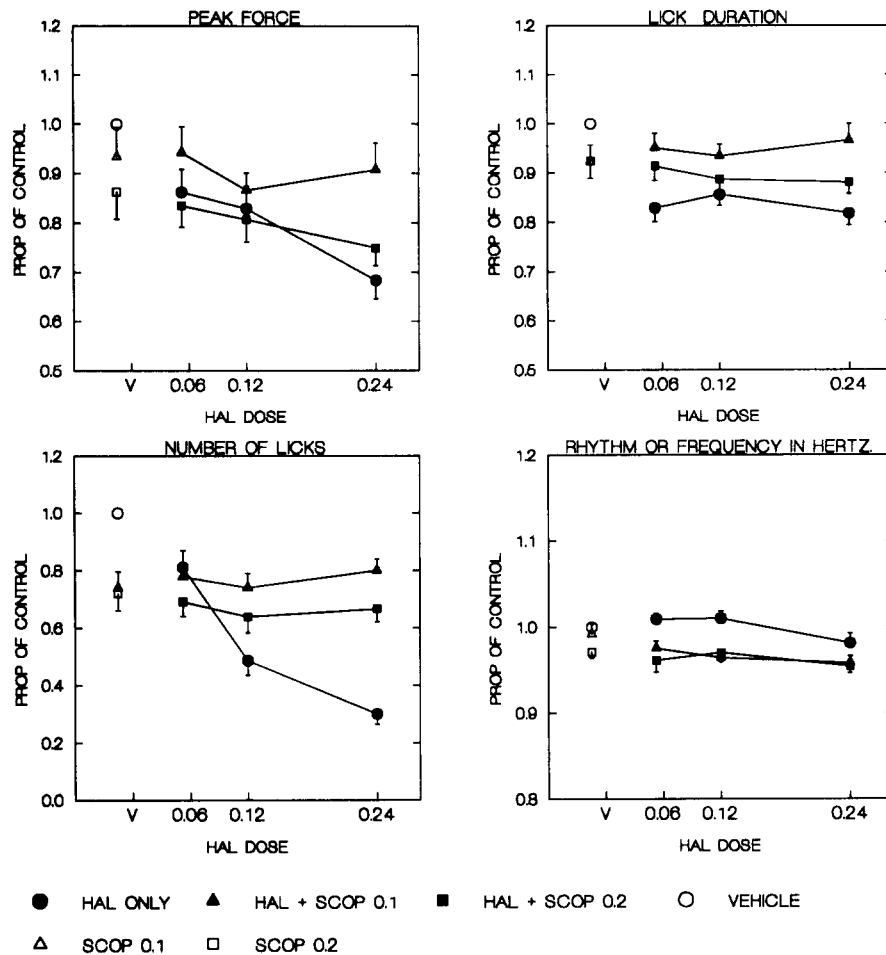 PEAK FORCE
1.2
1.1
1.0
0.9
0.8
0.7
0.6
0.5
PROP OF CONTROL
V 0.06 0.12 0.24
HAL DOSE
LICK DURATION
1.2
1.1
1.0
0.9
0.8
0.7
0.6
0.5
PROP OF CONTROL
V 0.06 0.12 0.24
HAL DOSE
NUMBER OF LICKS
1.2
1.0
0.8
0.6
0.4
0.2
0.0
PROP OF CONTROL
V 0.06 0.12 0.24
HAL DOSE
RHYTHM OR FREQUENCY IN HERTZ.
1.2
1.1
1.0
0.9
0.8
PROP OF CONTROL
V 0.06 0.12 0.24
HAL DOSE
HAL ONLY HAL + SCOP 0.1 HAL + SCOP 0.2 VEHICLE
SCOP 0.1 SCOP 0.2